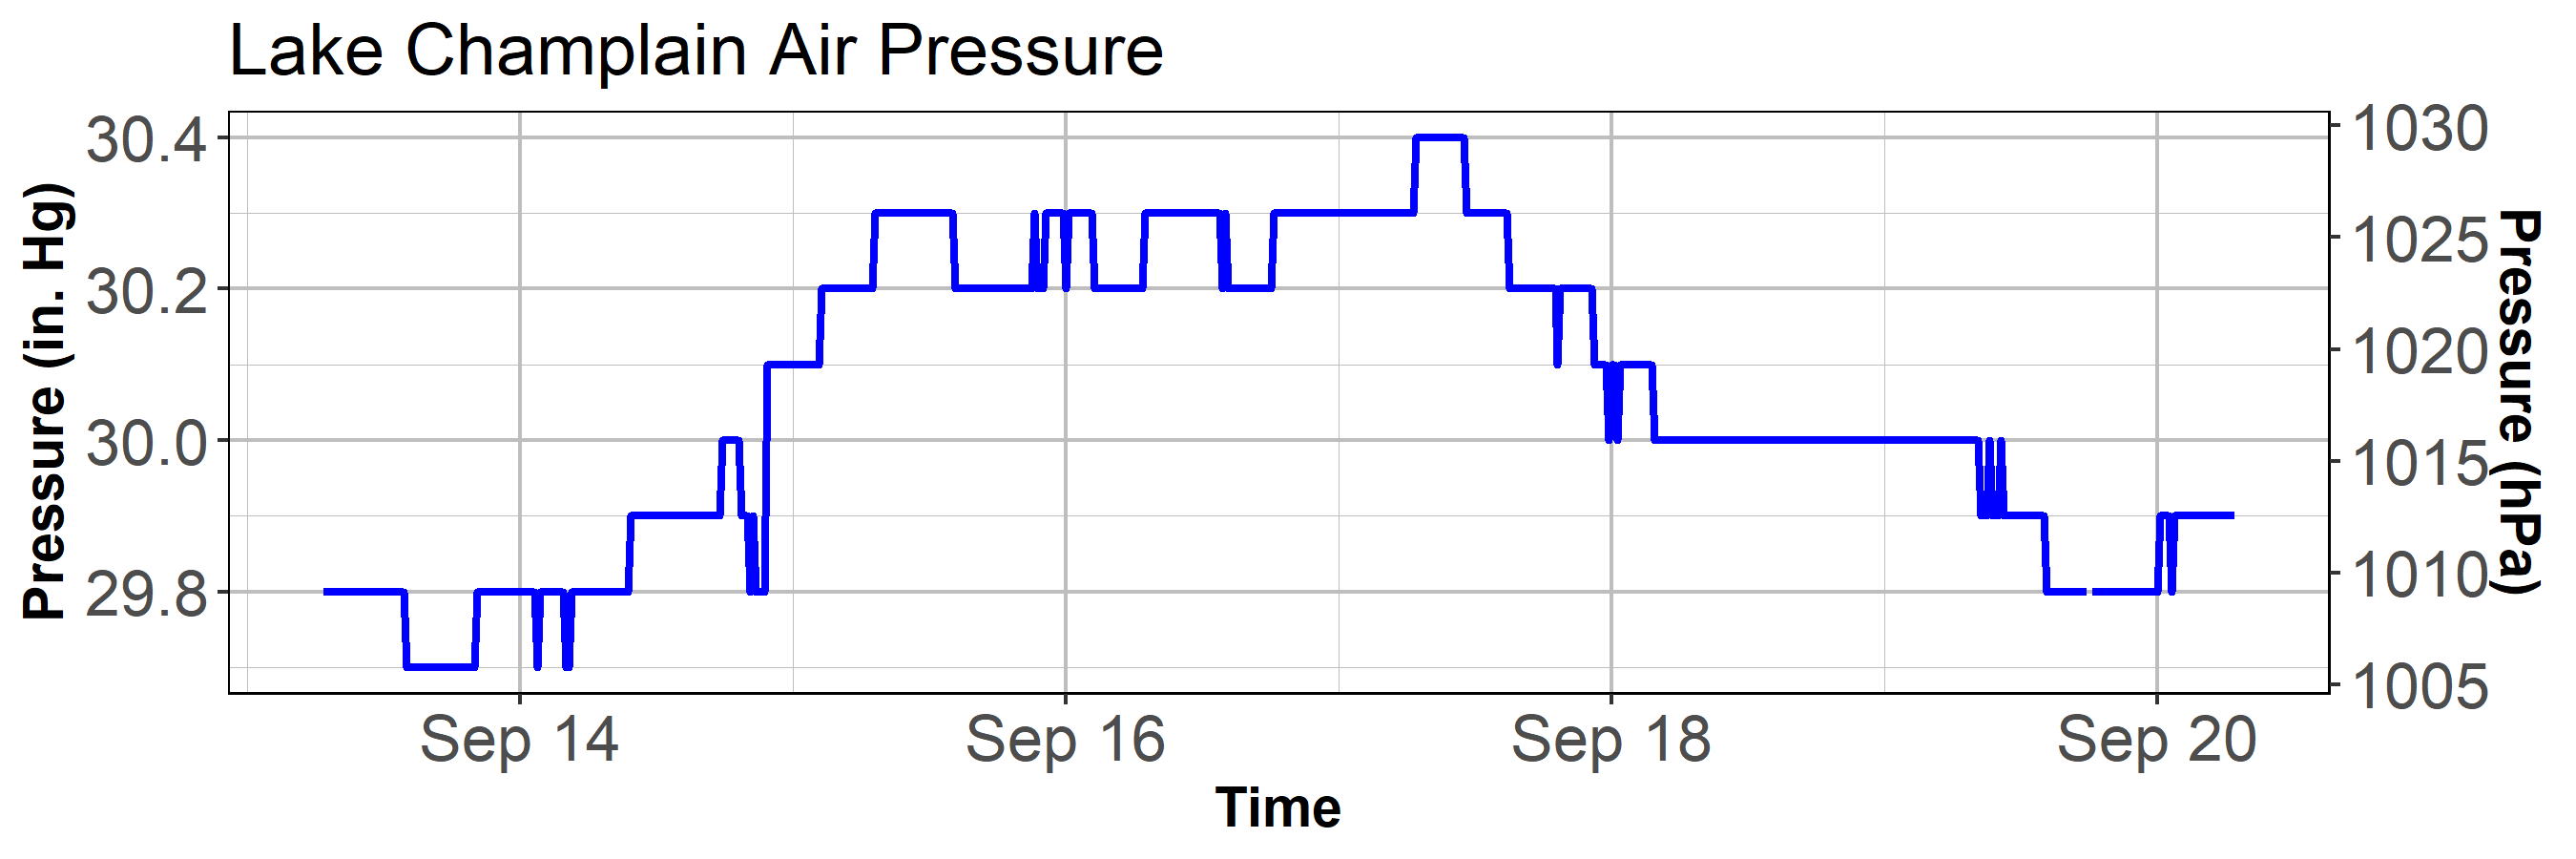 Lake Champlain Air Pressure
Pressure (in. Hg)
30.4
30.2
30.0
29.8
1030
1025
1020
1015
1010
1005
Pressure (hPa)
Sep 14 Sep 16 Sep 18 Sep 20
Time